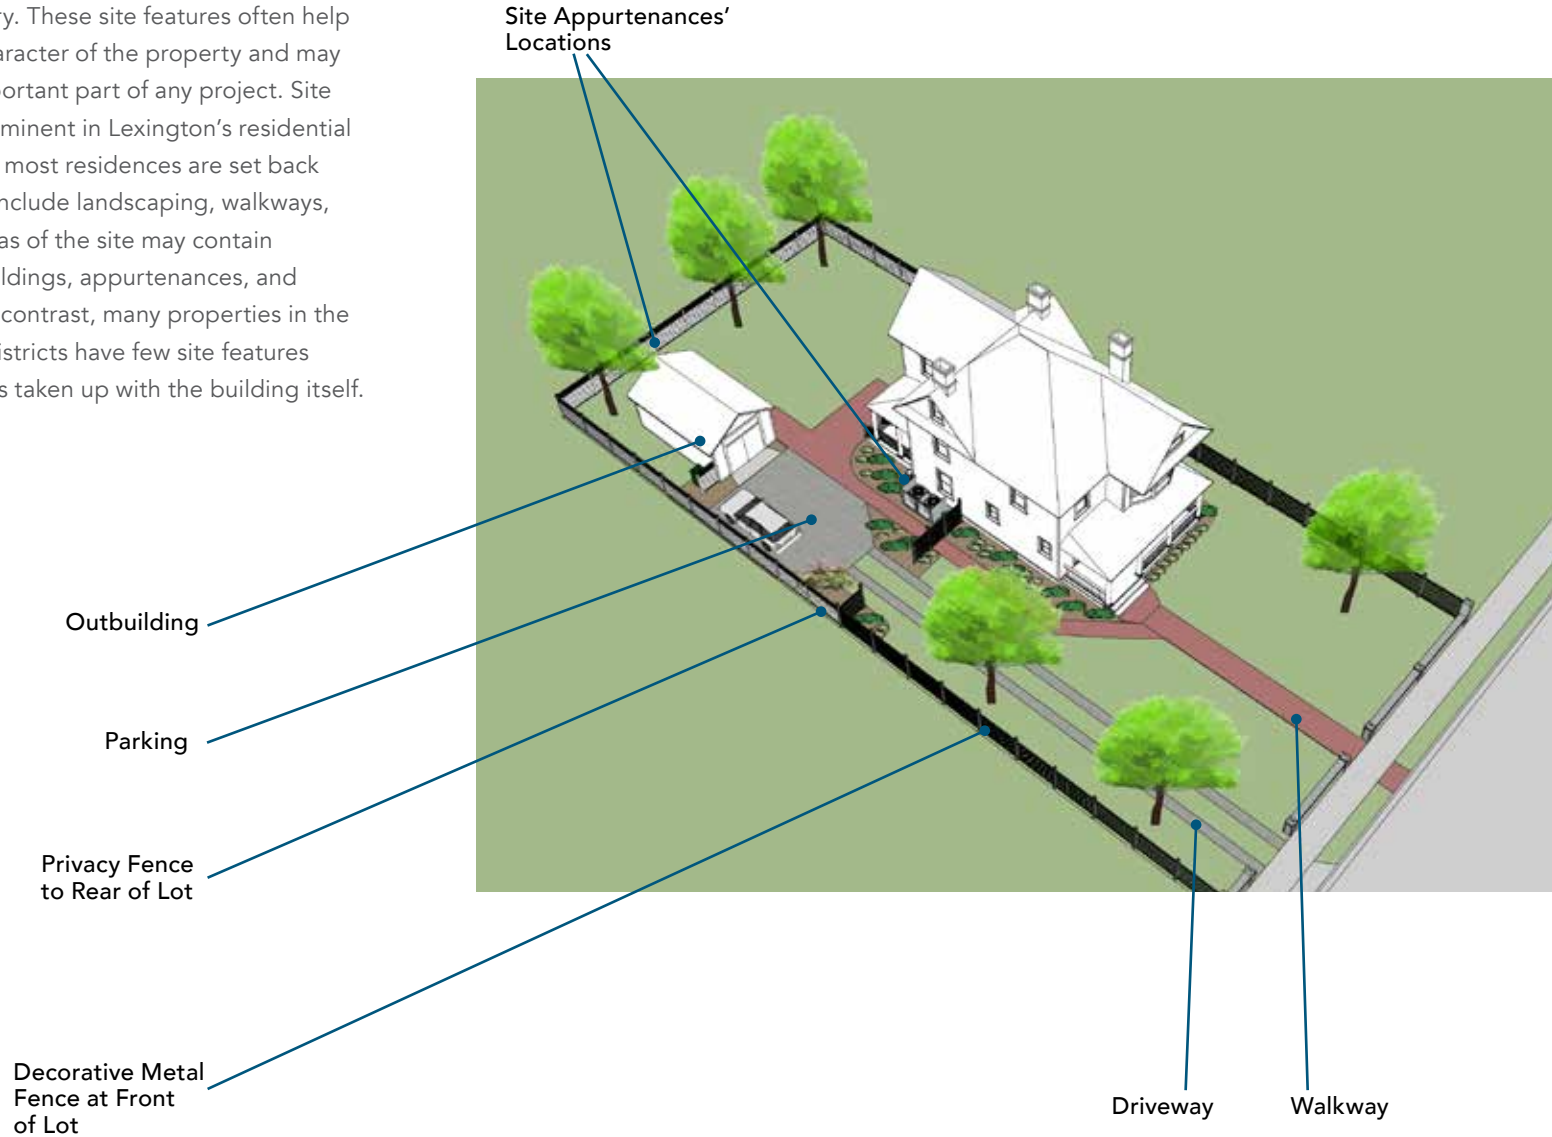 ry. These site features often help
aracter of the property and may
portant part of any project. Site
minent in Lexington’s residential
most residences are set back
nclude landscaping, walkways,
as of the site may contain
ldings, appurtenances, and
contrast, many properties in the
istricts have few site features
s taken up with the building itself.
Site Appurtenances’
Locations
Outbuilding
Parking
Privacy Fence
to Rear of Lot
Decorative Metal
Fence at Front
of Lot
Driveway
Walkway